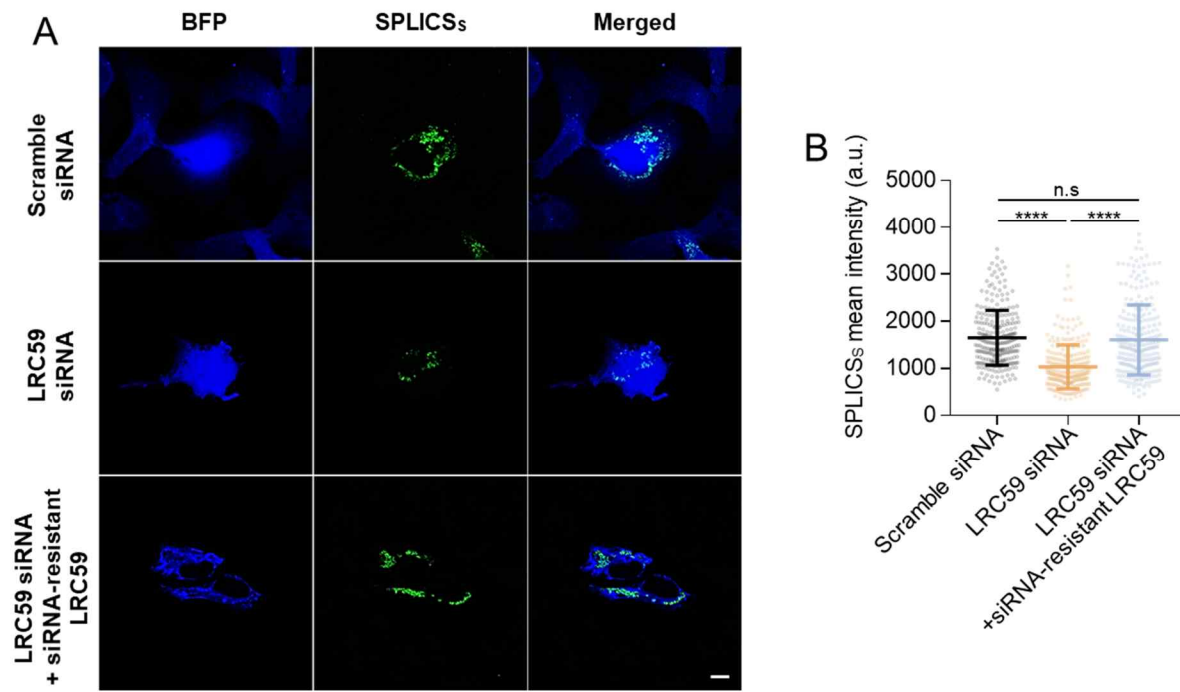 A
BFP
SPLICSs
Merged
Scramble
siRNA
LRC59
siRNA
LRC59 siRNA
+ siRNA-resistant
LRC59
B
SPLICSs mean intensity (a.u.)
5000
4000
3000
2000
1000
0
n.s
****
****
Scramble siRNA
LRC59 siRNA
LRC59 siRNA
+siRNA-resistant LRC59